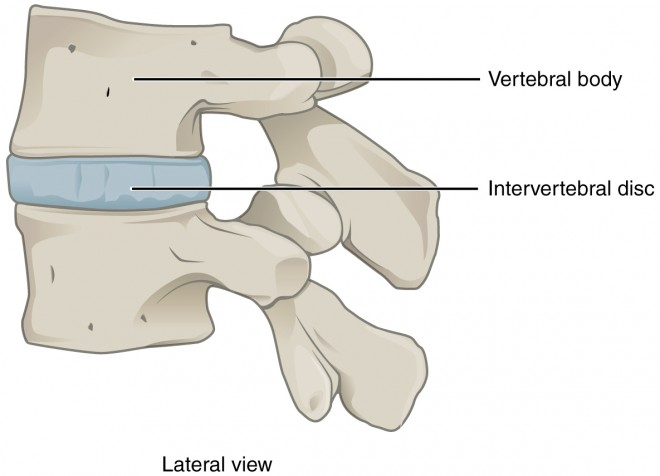 Vertebral body
Intervertebral disc
Lateral view